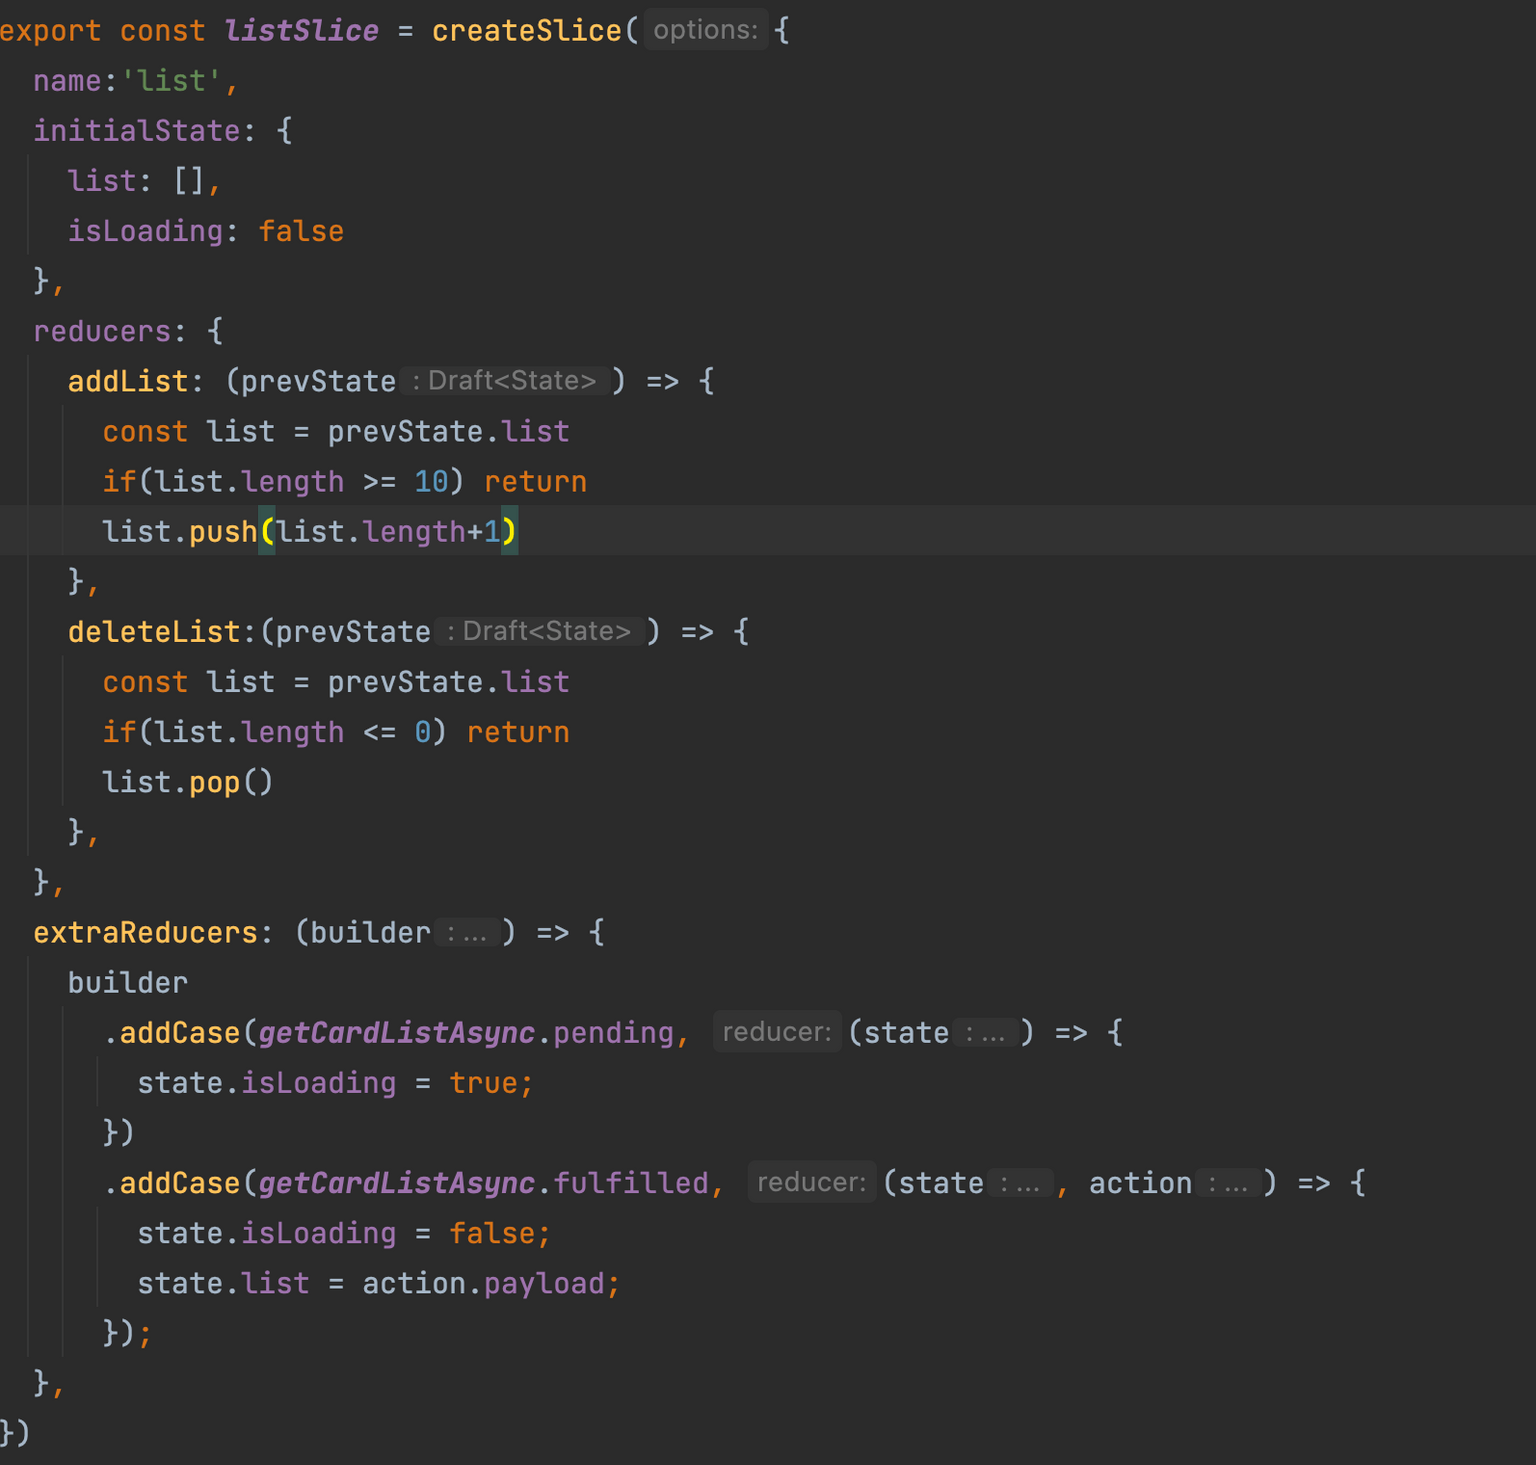 export const listSlice = createSlice( options: {
  name:'list',
  initialState: {
    list: [],
    isLoading: false
  },
  reducers: {
    addList: (prevState : Draft<State> ) => {
      const list = prevState.list
      if(list.length >= 10) return
      list.push(list.length+1)
    },
    deleteList:(prevState : Draft<State> ) => {
      const list = prevState.list
      if(list.length <= 0) return
      list.pop()
    },
  },
  extraReducers: (builder : ... ) => {
    builder
      .addCase(getCardListAsync.pending, reducer: (state : ... ) => {
        state.isLoading = true;
      })
      .addCase(getCardListAsync.fulfilled, reducer: (state : ... , action : ... ) => {
        state.isLoading = false;
        state.list = action.payload;
      });
  },
})